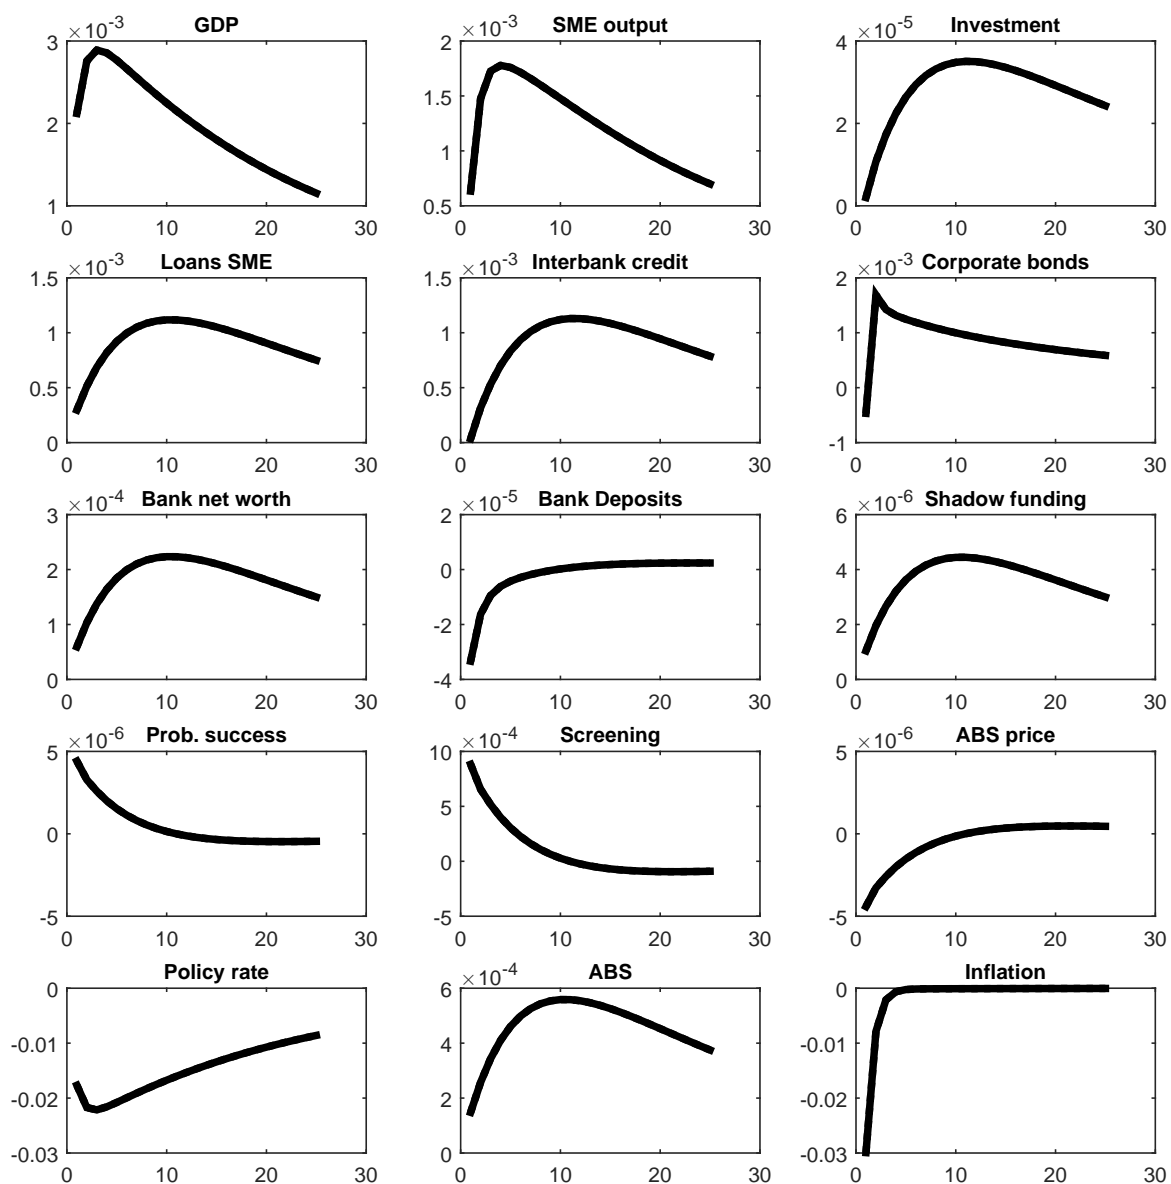 GDP
×10^-3
3
2
1
0 10 20 30
SME output
×10^-3
2
1.5
1
0.5
0 10 20 30
Investment
×10^-5
4
2
0
0 10 20 30
Loans SME
×10^-3
1.5
1
0.5
0
0 10 20 30
Interbank credit
×10^-3
1.5
1
0.5
0
0 10 20 30
Corporate bonds
×10^-3
2
1
0
-1
0 10 20 30
Bank net worth
×10^-4
3
2
1
0
0 10 20 30
Bank Deposits
×10^-5
2
0
-2
-4
0 10 20 30
Shadow funding
×10^-6
6
4
2
0
0 10 20 30
Prob. success
×10^-6
5
0
-5
0 10 20 30
Screening
×10^-4
10
5
0
-5
0 10 20 30
ABS price
×10^-6
5
0
-5
0 10 20 30
Policy rate
0
-0.01
-0.02
-0.03
0 10 20 30
ABS
×10^-4
6
4
2
0
0 10 20 30
Inflation
0
-0.01
-0.02
-0.03
0 10 20 30